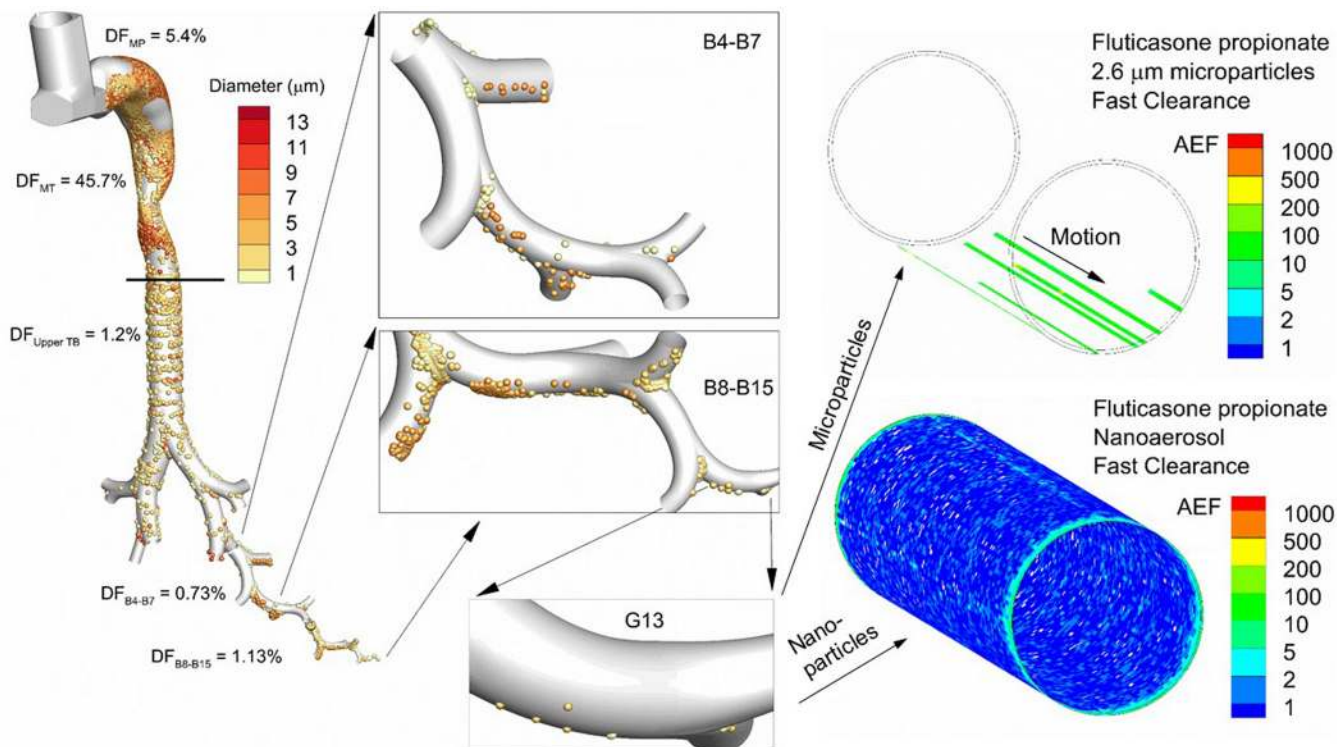 DF_MP = 5.4%
Diameter (μm)
13
11
9
7
5
3
1
DF_MT = 45.7%
DF_Upper TB = 1.2%
DF_B4-B7 = 0.73%
DF_B8-B15 = 1.13%
B4-B7
B8-B15
G13
Microparticles
Nano-
particles
Fluticasone propionate
2.6 μm microparticles
Fast Clearance
AEF
1000
500
200
100
10
5
2
1
Motion
Fluticasone propionate
Nanoaerosol
Fast Clearance
AEF
1000
500
200
100
10
5
2
1